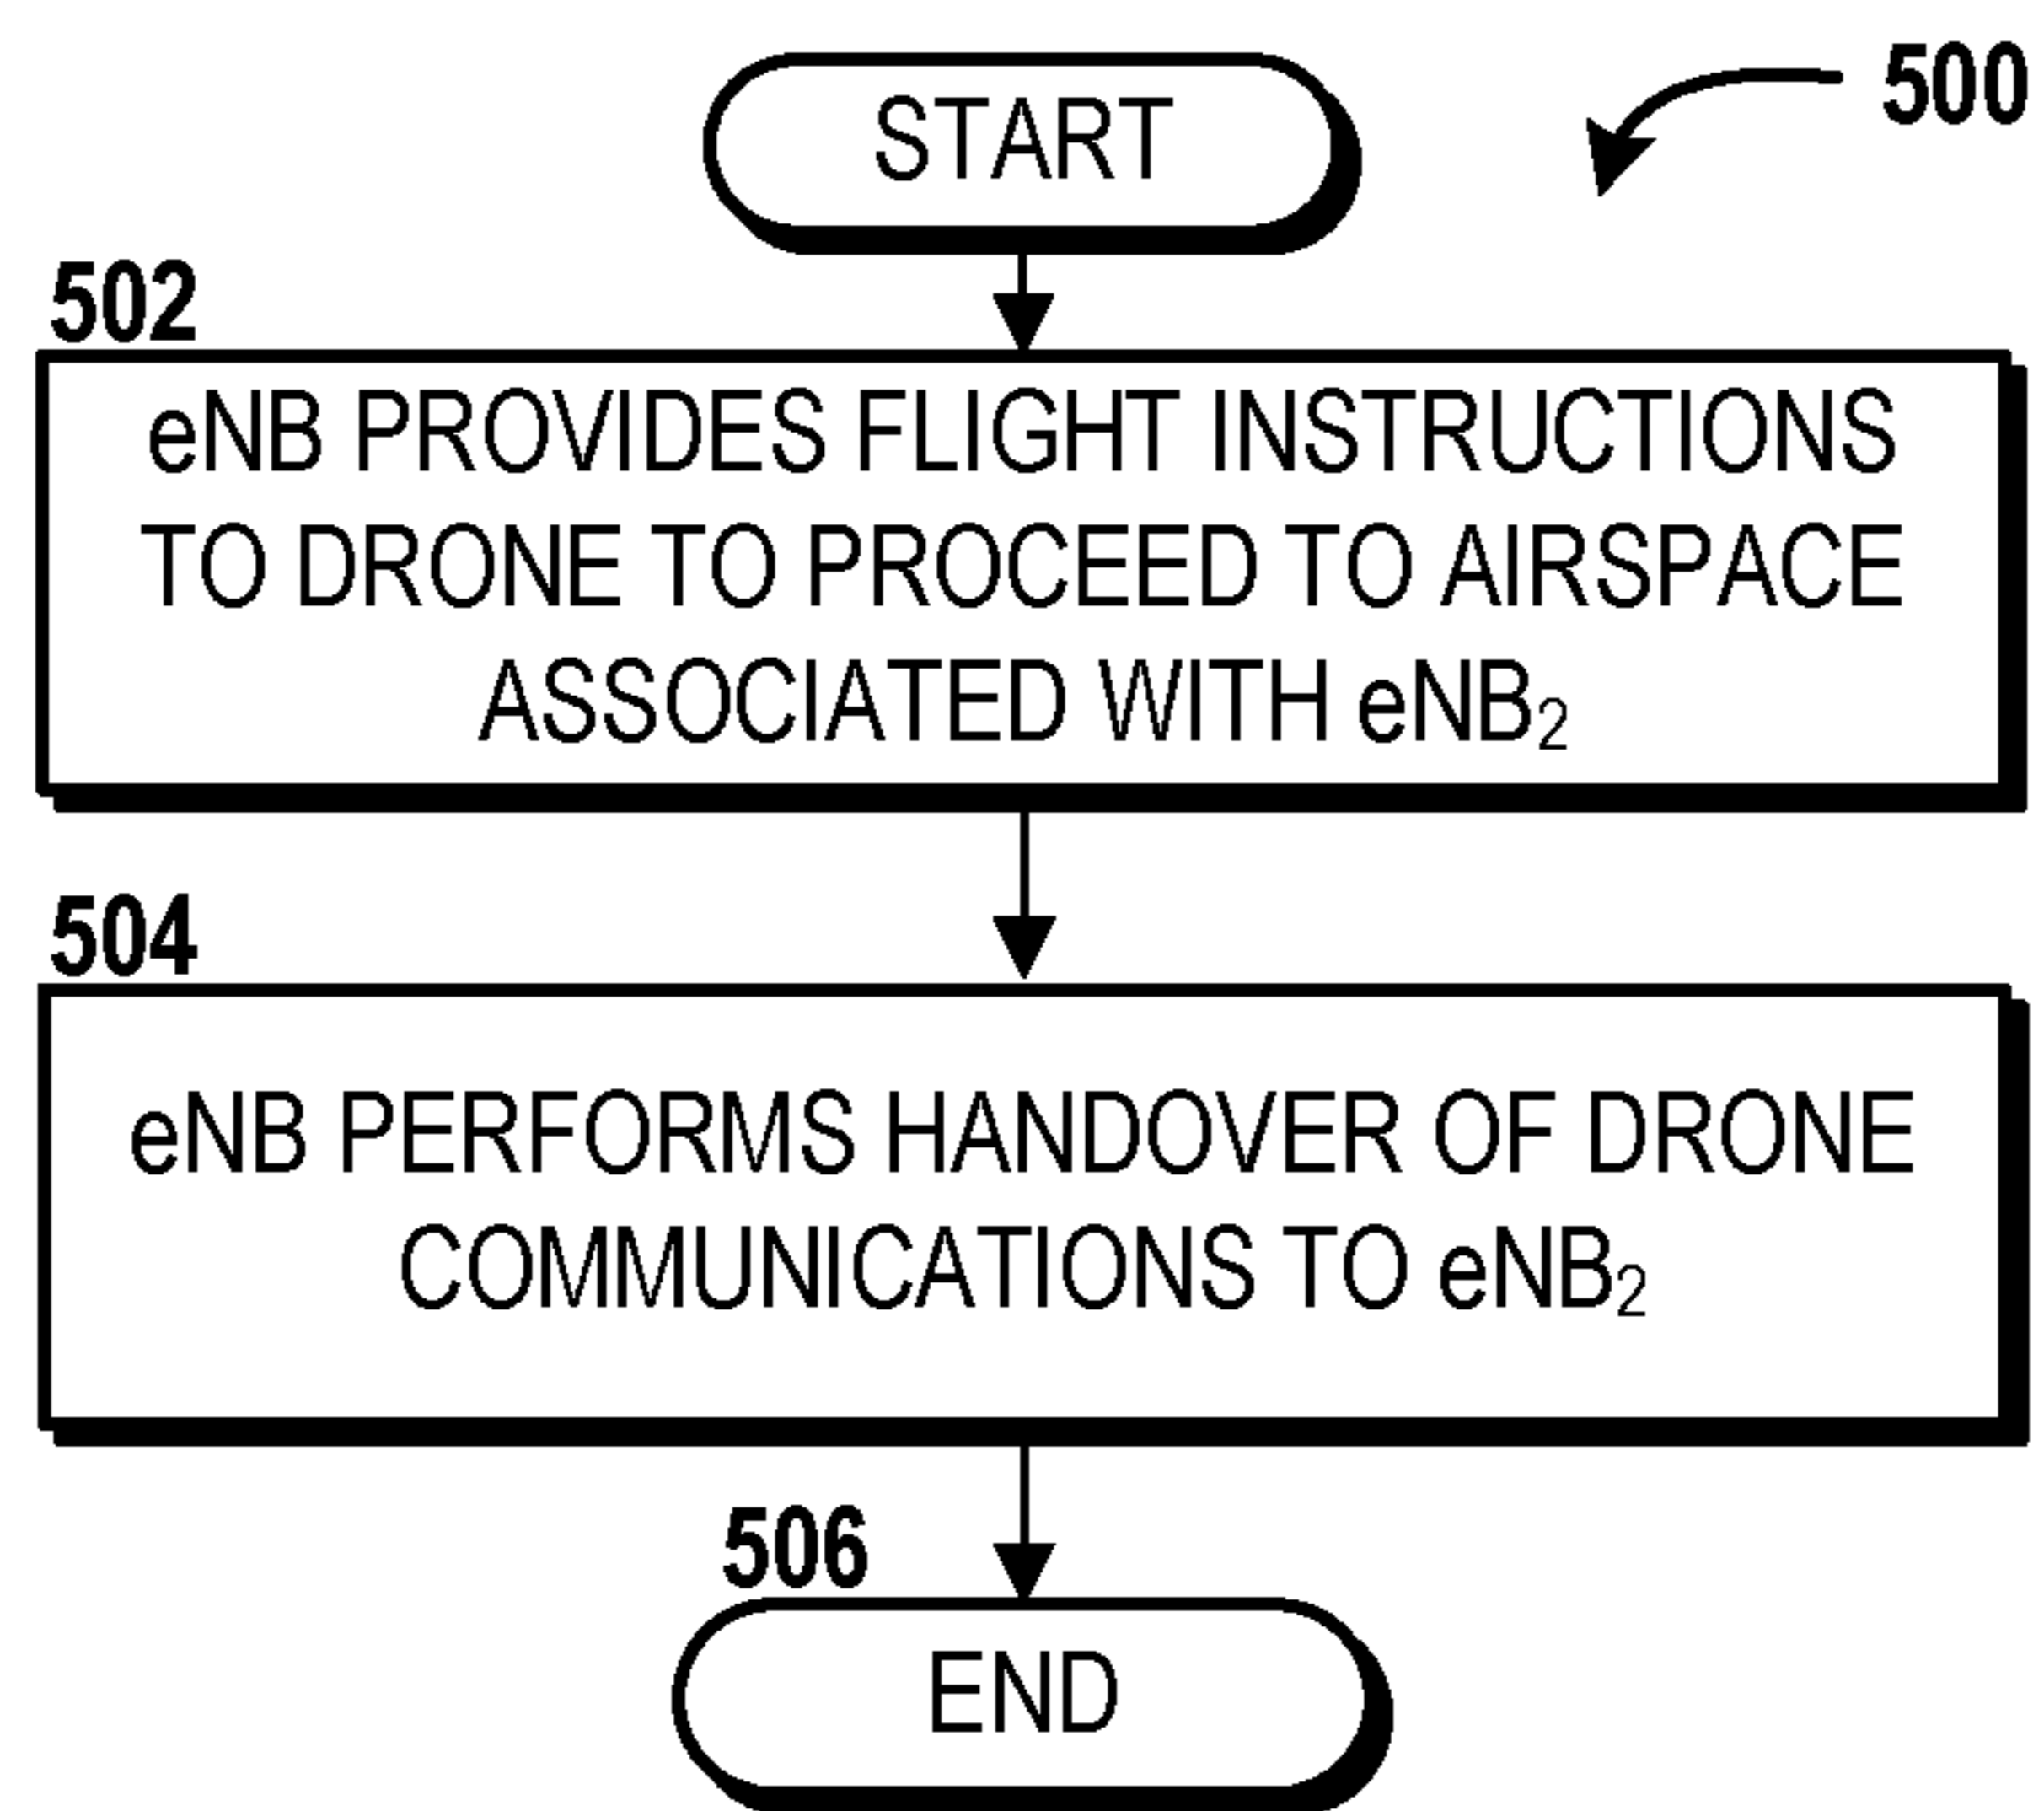 START
500
502
eNB PROVIDES FLIGHT INSTRUCTIONS
TO DRONE TO PROCEED TO AIRSPACE
ASSOCIATED WITH eNB₂
504
eNB PERFORMS HANDOVER OF DRONE
COMMUNICATIONS TO eNB₂
506
END